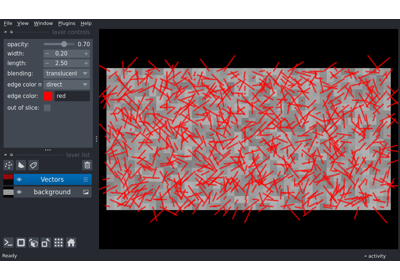 File View Window Plugins Help
layer controls
opacity: 0.70
width: 0.20
length: 2.50
blending: translucent
edge color m direct
edge color: red
out of slice:
layer list
Vectors
background
Ready
activity